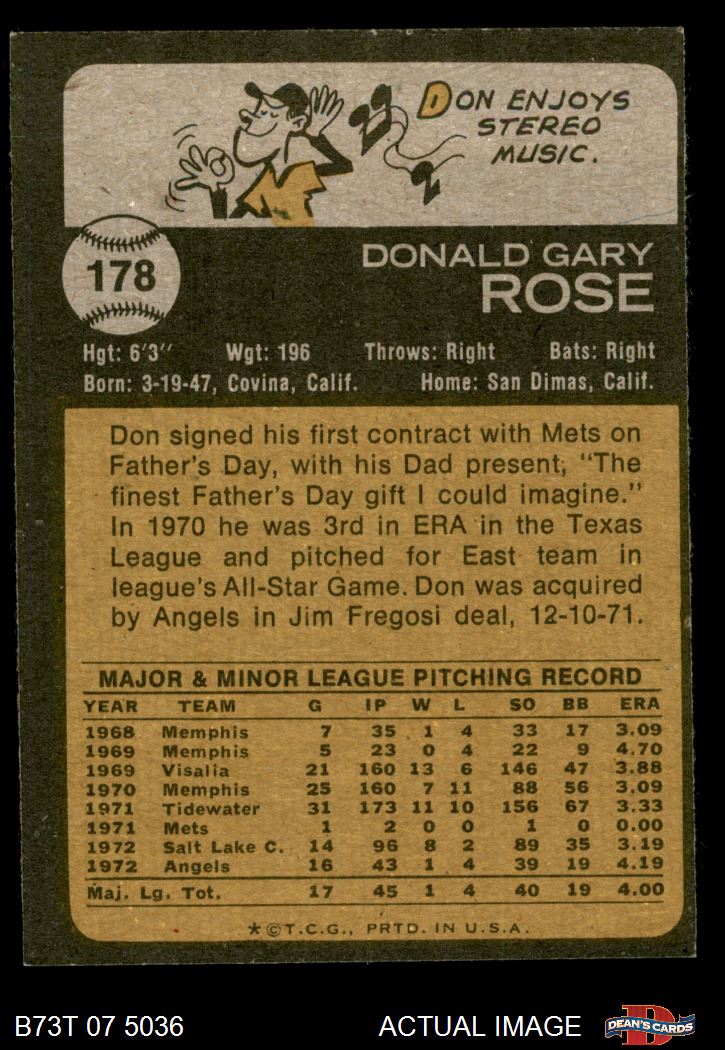 DON ENJOYS
STEREO
MUSIC.
178
DONALD GARY
ROSE
Hgt: 6'3" Wgt: 196 Throws: Right Bats: Right
Born: 3-19-47, Covina, Calif. Home: San Dimas, Calif.
Don signed his first contract with Mets on
Father's Day, with his Dad present, "The
finest Father's Day gift I could imagine."
In 1970 he was 3rd in ERA in the Texas
League and pitched for East team in
league's All-Star Game. Don was acquired
by Angels in Jim Fregosi deal, 12-10-71.
MAJOR & MINOR LEAGUE PITCHING RECORD
YEAR TEAM G IP W L SO BB ERA
1968 Memphis 7 35 1 4 33 17 3.09
1969 Memphis 5 23 0 4 22 9 4.70
1969 Visalia 21 160 13 6 146 47 3.88
1970 Memphis 25 160 7 11 88 56 3.09
1971 Tidewater 31 173 11 10 156 67 3.33
1971 Mets 1 2 0 0 1 0 0.00
1972 Salt Lake C. 14 96 8 2 89 35 3.19
1972 Angels 16 43 1 4 39 19 4.19
Maj. Lg. Tot. 17 45 1 4 40 19 4.00
*©T.C.G., PRTD. IN U.S.A.
B73T 07 5036 ACTUAL IMAGE D DEAN'S CARDS